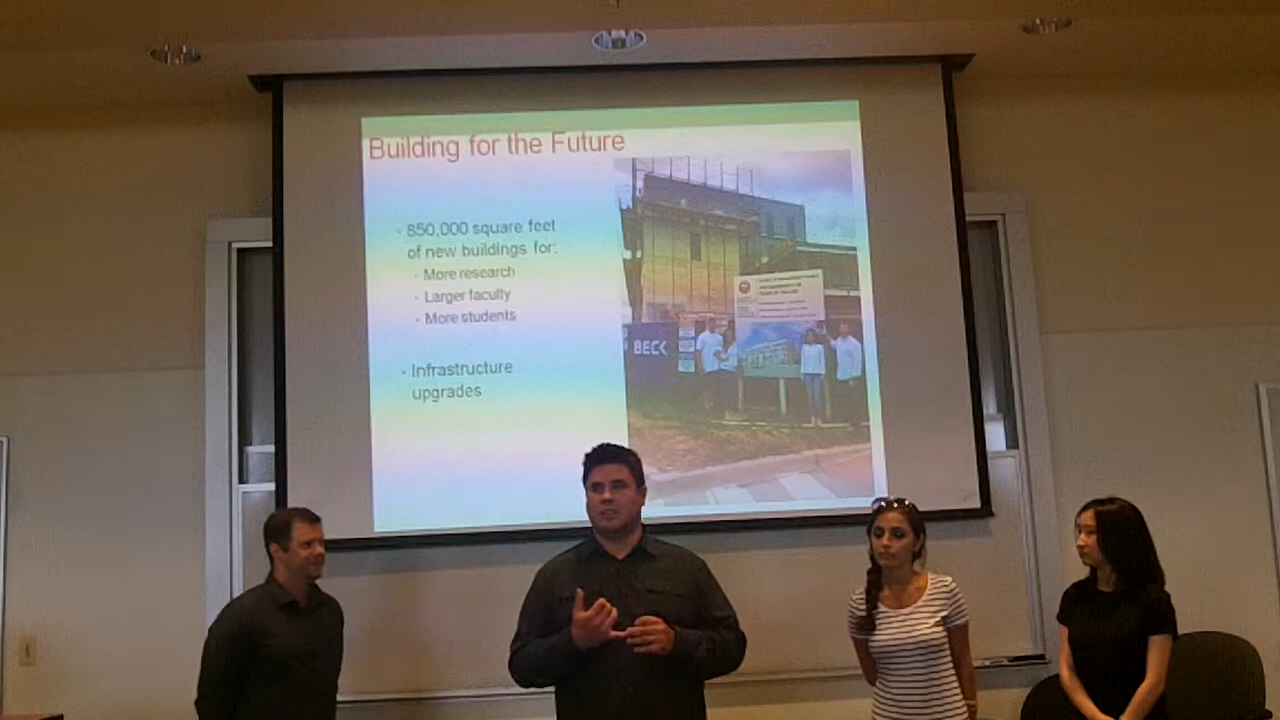 Building for the Future
· 850,000 square feet
of new buildings for:
· More research
· Larger faculty
· More students
· Infrastructure
upgrades
BECK